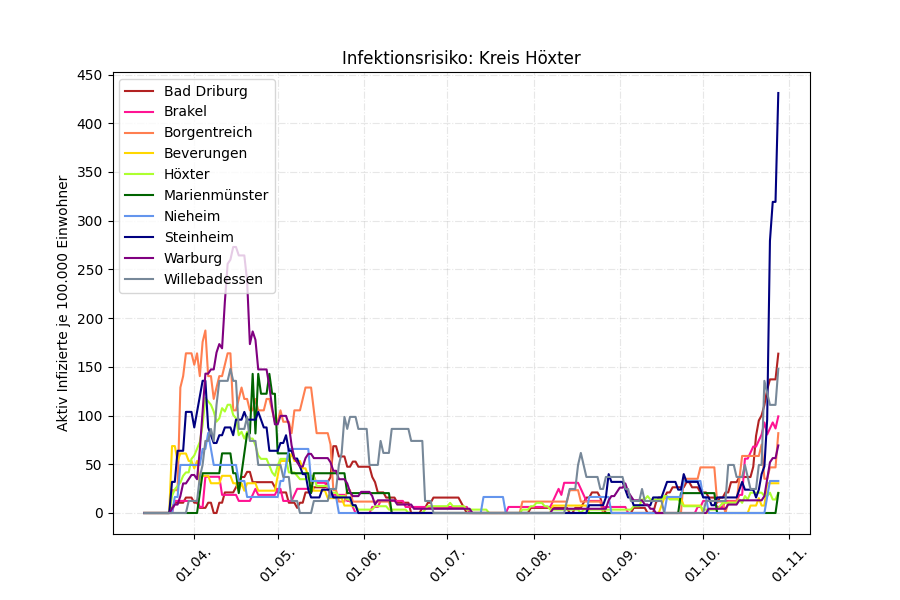 Infektionsrisiko: Kreis Höxter
Aktiv Infizierte je 100.000 Einwohner
450
400
350
300
250
200
150
100
50
0
Bad Driburg
Brakel
Borgentreich
Beverungen
Höxter
Marienmünster
Nieheim
Steinheim
Warburg
Willebadessen
01.04.
01.05.
01.06.
01.07.
01.08.
01.09.
01.10.
01.11.